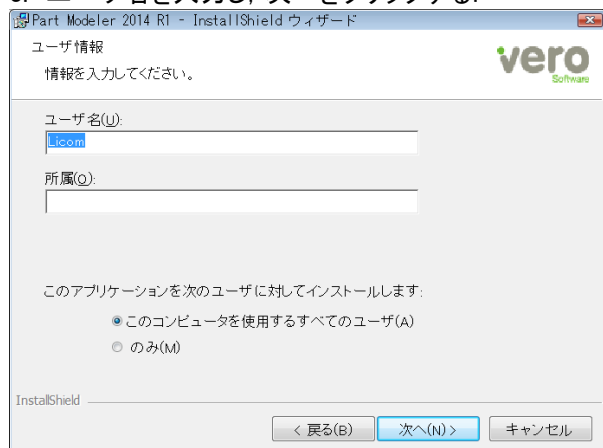 Part Modeler 2014 R1 - InstallShield ウィザード
ユーザ情報
情報を入力してください。
vero
Software
ユーザ名(U):
Licom
所属(O):
このアプリケーションを次のユーザに対してインストールします:
このコンピュータを使用するすべてのユーザ(A)
のみ(M)
InstallShield
< 戻る(B)
次へ(N) >
キャンセル